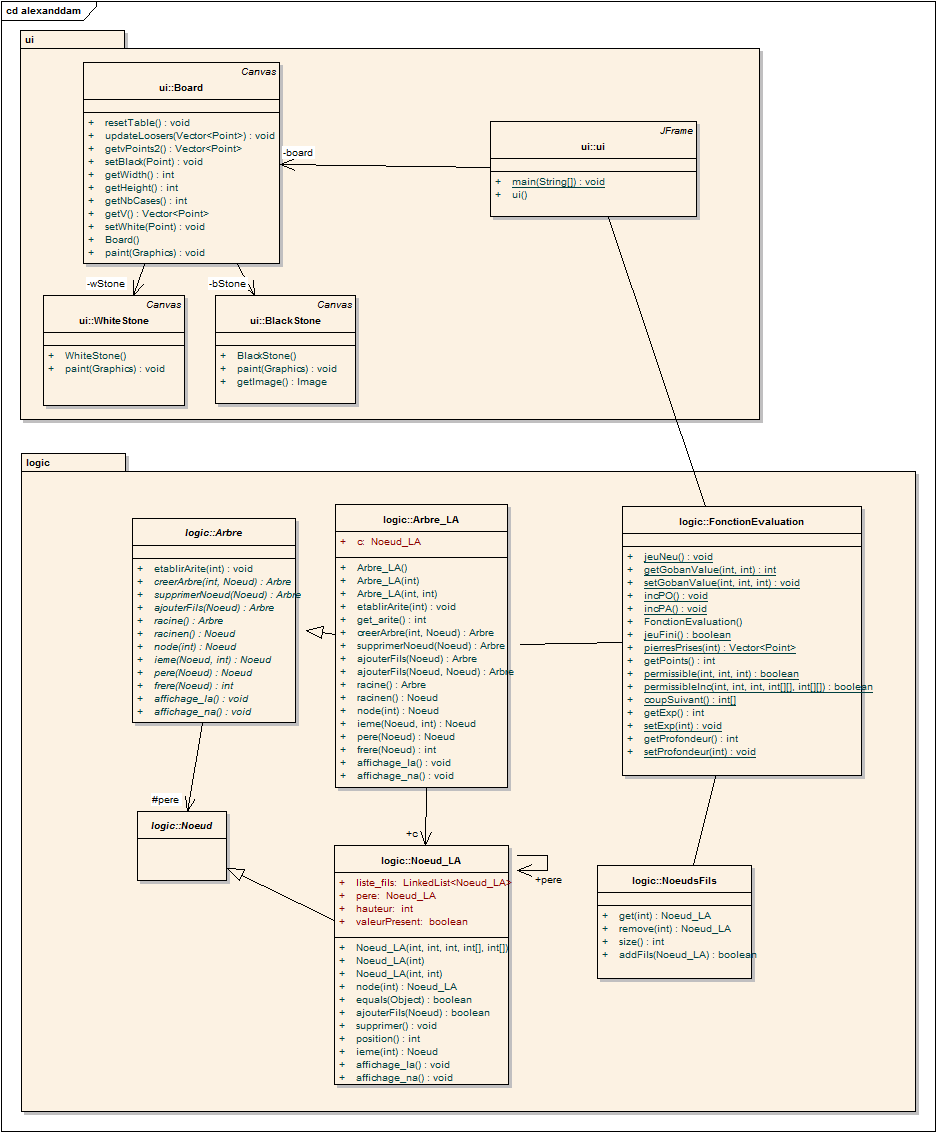 cd alexanddam
ui
Canvas
ui::Board
+ resetTable() : void
+ updateLoosers(Vector<Point>) : void
+ getvPoints2() : Vector<Point>
+ setBlack(Point) : void
+ getWidth() : int
+ getHeight() : int
+ getNbCases() : int
+ getV() : Vector<Point>
+ setWhite(Point) : void
+ Board()
+ paint(Graphics) : void
-board
JFrame
ui::ui
+ main(String[]) : void
+ ui()
-wStone
-bStone
Canvas
ui::WhiteStone
+ WhiteStone()
+ paint(Graphics) : void
Canvas
ui::BlackStone
+ BlackStone()
+ paint(Graphics) : void
+ getImage() : Image
logic
logic::Arbre
+ etablirArite(int) : void
+ creerArbre(int, Noeud) : Arbre
+ supprimerNoeud(Noeud) : Arbre
+ ajouterFils(Noeud) : Arbre
+ racine() : Arbre
+ racinen() : Noeud
+ node(int) : Noeud
+ ieme(Noeud, int) : Noeud
+ pere(Noeud) : Noeud
+ frere(Noeud) : int
+ affichage_la() : void
+ affichage_na() : void
logic::Arbre_LA
+ c: Noeud_LA
+ Arbre_LA()
+ Arbre_LA(int)
+ Arbre_LA(int, int)
+ etablirArite(int) : void
+ get_arite() : int
+ creerArbre(int, Noeud) : Arbre
+ supprimerNoeud(Noeud) : Arbre
+ ajouterFils(Noeud) : Arbre
+ ajouterFils(Noeud, Noeud) : Arbre
+ racine() : Arbre
+ racinen() : Noeud
+ node(int) : Noeud
+ ieme(Noeud, int) : Noeud
+ pere(Noeud) : Noeud
+ frere(Noeud) : int
+ affichage_la() : void
+ affichage_na() : void
logic::FonctionEvaluation
+ jeuNeu() : void
+ getGobanValue(int, int) : int
+ setGobanValue(int, int, int) : void
+ incPO() : void
+ incPA() : void
+ FonctionEvaluation()
+ jeuFini() : boolean
+ pierresPrises(int) : Vector<Point>
+ getPoints() : int
+ permissible(int, int, int) : boolean
+ permissibleInc(int, int, int, int[][], int[][]) : boolean
+ coupSuivant() : int[]
+ getExp() : int
+ setExp(int) : void
+ getProfondeur() : int
+ setProfondeur(int) : void
#pere
logic::Noeud
+c
logic::Noeud_LA
+ liste_fils: LinkedList<Noeud_LA>
+ pere: Noeud_LA
+ hauteur: int
+ valeurPresent: boolean
+ Noeud_LA(int, int, int, int[], int[])
+ Noeud_LA(int)
+ Noeud_LA(int, int)
+ node(int) : Noeud_LA
+ equals(Object) : boolean
+ ajouterFils(Noeud) : boolean
+ supprimer() : void
+ position() : int
+ ieme(int) : Noeud
+ affichage_la() : void
+ affichage_na() : void
+pere
logic::NoeudsFils
+ get(int) : Noeud_LA
+ remove(int) : Noeud_LA
+ size() : int
+ addFils(Noeud_LA) : boolean